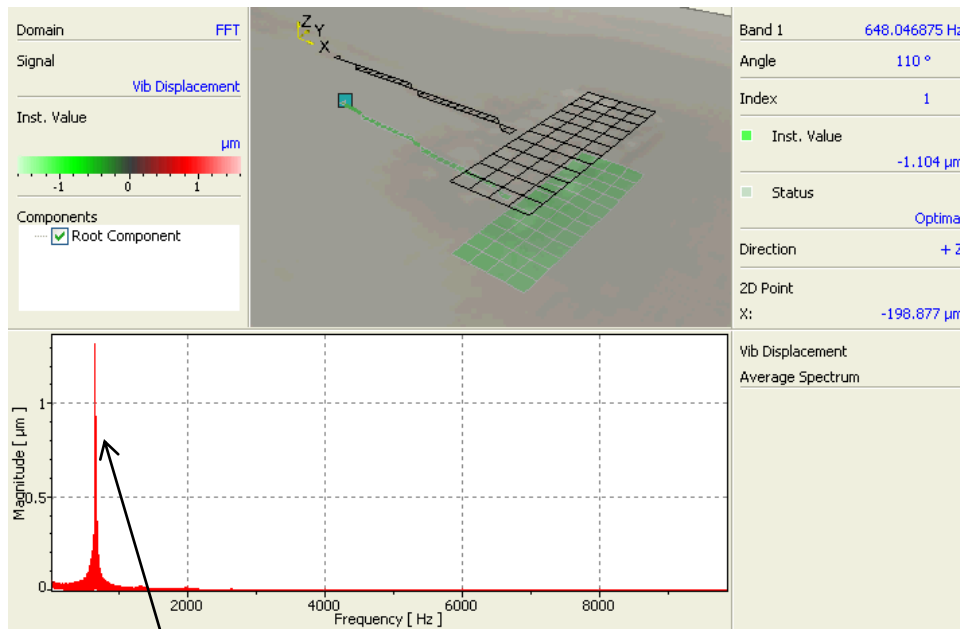 Domain FFT
Signal
Vib Displacement
Inst. Value
µm
-1 0 1
Components
Root Component
Z
Y
X
Band 1 648.046875 Hz
Angle 110 °
Index 1
Inst. Value
-1.104 µm
Status
Optima
Direction + Z
2D Point
X: -198.877 µm
Vib Displacement
Average Spectrum
Magnitude [ µm ]
1
0.5
0
2000 4000 6000 8000
Frequency [ Hz ]